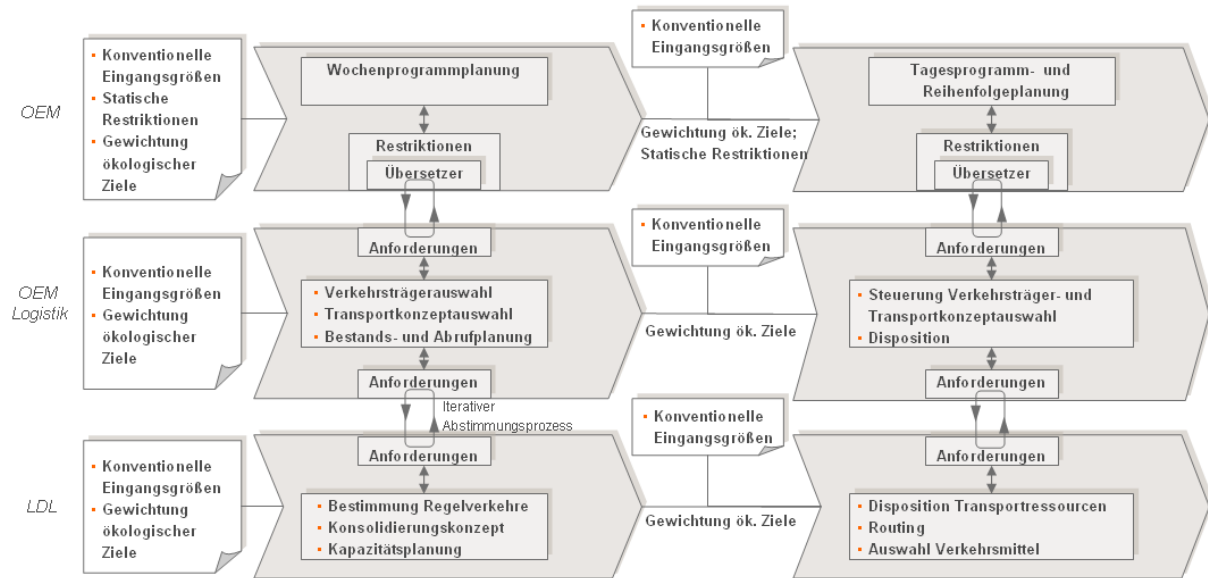 OEM
Konventionelle
Eingangsgrößen
Statische
Restriktionen
Gewichtung
ökologischer
Ziele
Wochenprogrammplanung
Restriktionen
Übersetzer
Konventionelle
Eingangsgrößen
Gewichtung ök. Ziele;
Statische Restriktionen
Tagesprogramm- und
Reihenfolgeplanung
Restriktionen
Übersetzer
OEM
Logistik
Konventionelle
Eingangsgrößen
Gewichtung
ökologischer
Ziele
Anforderungen
Verkehrsträgerauswahl
Transportkonzeptauswahl
Bestands- und Abrufplanung
Anforderungen
Konventionelle
Eingangsgrößen
Gewichtung ök. Ziele
Anforderungen
Steuerung Verkehrsträger- und
Transportkonzeptauswahl
Disposition
Anforderungen
Iterativer
Abstimmungsprozess
LDL
Konventionelle
Eingangsgrößen
Gewichtung
ökologischer
Ziele
Anforderungen
Bestimmung Regelverkehre
Konsolidierungskonzept
Kapazitätsplanung
Konventionelle
Eingangsgrößen
Gewichtung ök. Ziele
Anforderungen
Disposition Transportressourcen
Routing
Auswahl Verkehrsmittel